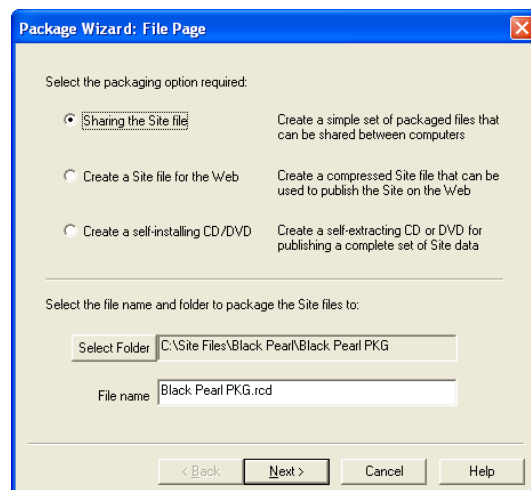 Package Wizard: File Page
Select the packaging option required:
Sharing the Site file
Create a simple set of packaged files that
can be shared between computers
Create a Site file for the Web
Create a compressed Site file that can be
used to publish the Site on the Web
Create a self-installing CD/DVD
Create a self-extracting CD or DVD for
publishing a complete set of Site data
Select the file name and folder to package the Site files to:
Select Folder C:\Site Files\Black Pearl\Black Pearl PKG
File name Black Pearl PKG.rcd
< Back Next > Cancel Help